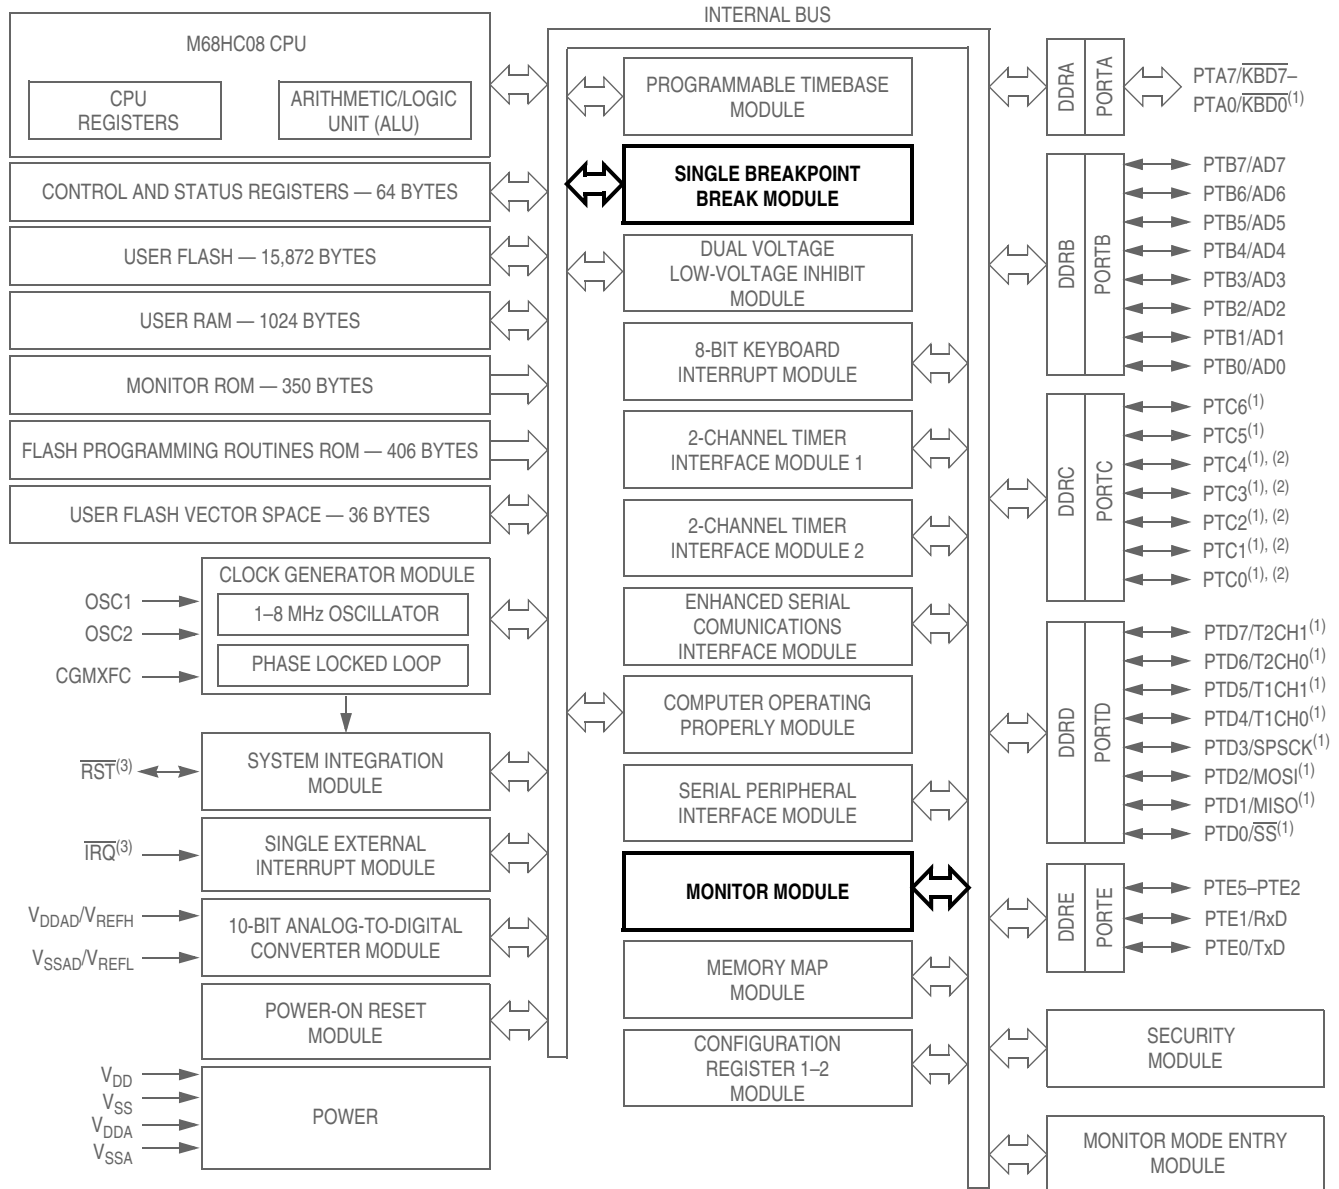 INTERNAL BUS
M68HC08 CPU
CPU
REGISTERS
ARITHMETIC/LOGIC
UNIT (ALU)
CONTROL AND STATUS REGISTERS — 64 BYTES
USER FLASH — 15,872 BYTES
USER RAM — 1024 BYTES
MONITOR ROM — 350 BYTES
FLASH PROGRAMMING ROUTINES ROM — 406 BYTES
USER FLASH VECTOR SPACE — 36 BYTES
CLOCK GENERATOR MODULE
1–8 MHz OSCILLATOR
PHASE LOCKED LOOP
OSC1
OSC2
CGMXFC
SYSTEM INTEGRATION
MODULE
RST(3)
SINGLE EXTERNAL
INTERRUPT MODULE
IRQ(3)
10-BIT ANALOG-TO-DIGITAL
CONVERTER MODULE
VDDAD/VREFH
VSSAD/VREFL
POWER-ON RESET
MODULE
POWER
VDD
VSS
VDDA
VSSA
PROGRAMMABLE TIMEBASE
MODULE
SINGLE BREAKPOINT
BREAK MODULE
DUAL VOLTAGE
LOW-VOLTAGE INHIBIT
MODULE
8-BIT KEYBOARD
INTERRUPT MODULE
2-CHANNEL TIMER
INTERFACE MODULE 1
2-CHANNEL TIMER
INTERFACE MODULE 2
ENHANCED SERIAL
COMUNICATIONS
INTERFACE MODULE
COMPUTER OPERATING
PROPERLY MODULE
SERIAL PERIPHERAL
INTERFACE MODULE
MONITOR MODULE
MEMORY MAP
MODULE
CONFIGURATION
REGISTER 1–2
MODULE
DDRA
PORTA
PTA7/KBD7–
PTA0/KBD0(1)
DDRB
PORTB
PTB7/AD7
PTB6/AD6
PTB5/AD5
PTB4/AD4
PTB3/AD3
PTB2/AD2
PTB1/AD1
PTB0/AD0
DDRC
PORTC
PTC6(1)
PTC5(1)
PTC4(1), (2)
PTC3(1), (2)
PTC2(1), (2)
PTC1(1), (2)
PTC0(1), (2)
DDRD
PORTD
PTD7/T2CH1(1)
PTD6/T2CH0(1)
PTD5/T1CH1(1)
PTD4/T1CH0(1)
PTD3/SPSCK(1)
PTD2/MOSI(1)
PTD1/MISO(1)
PTD0/SS(1)
DDRE
PORTE
PTE5–PTE2
PTE1/RxD
PTE0/TxD
SECURITY
MODULE
MONITOR MODE ENTRY
MODULE